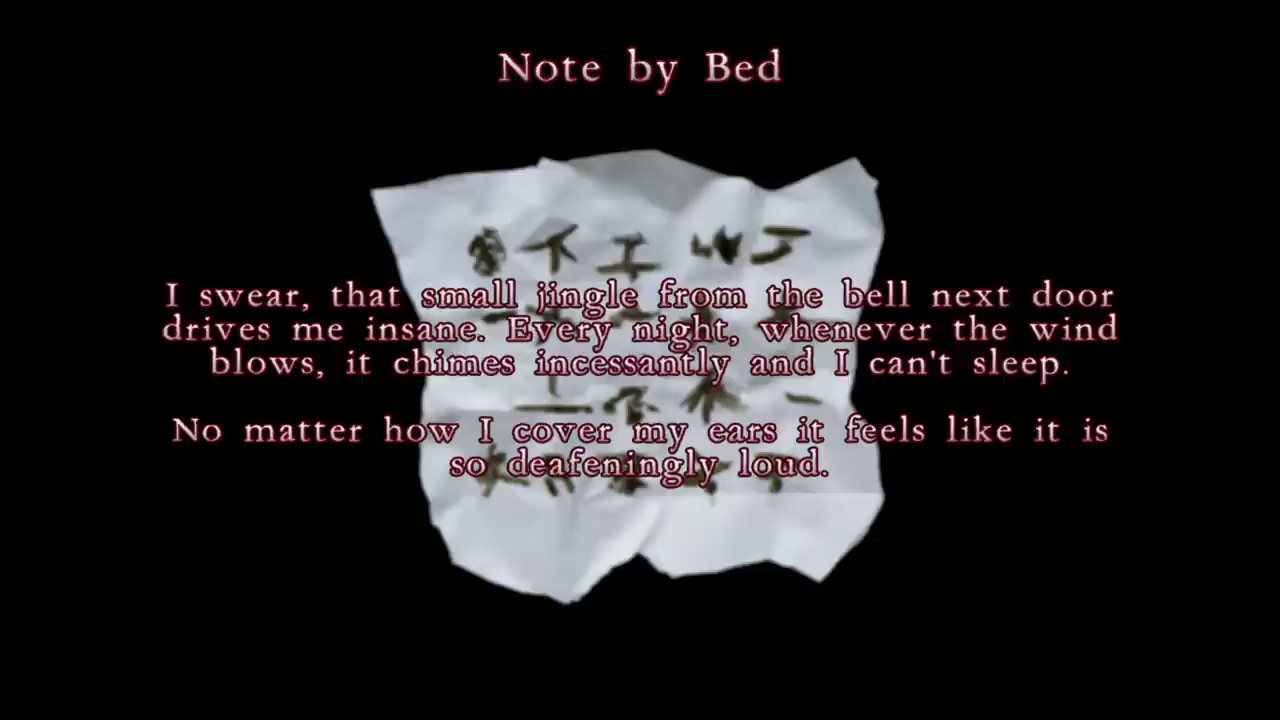 Note by Bed
I swear, that small jingle from the bell next door
drives me insane. Every night, whenever the wind
blows, it chimes incessantly and I can't sleep.
No matter how I cover my ears it feels like it is
so deafeningly loud.